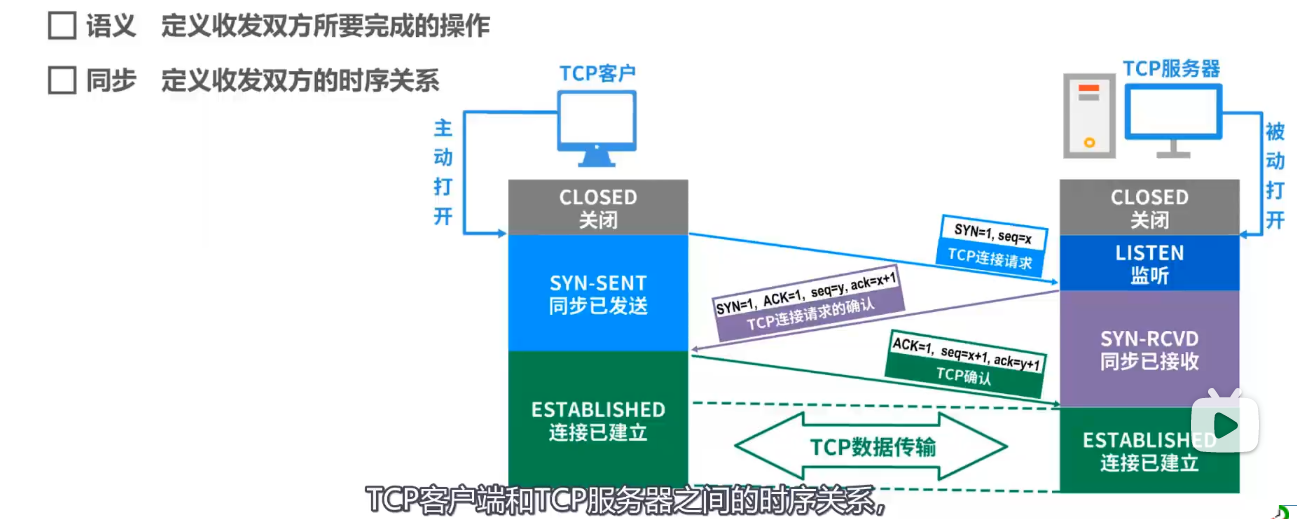 语义 定义收发双方所要完成的操作
同步 定义收发双方的时序关系
TCP客户
TCP服务器
主动打开
被动打开
CLOSED
关闭
CLOSED
关闭
SYN=1, seq=x
TCP连接请求
LISTEN
监听
SYN-SENT
同步已发送
SYN=1, ACK=1, seq=y, ack=x+1
TCP连接请求的确认
SYN-RCVD
同步已接收
ACK=1, seq=x+1, ack=y+1
TCP确认
ESTABLISHED
连接已建立
TCP数据传输
ESTABLISHED
连接已建立
TCP客户端和TCP服务器之间的时序关系,